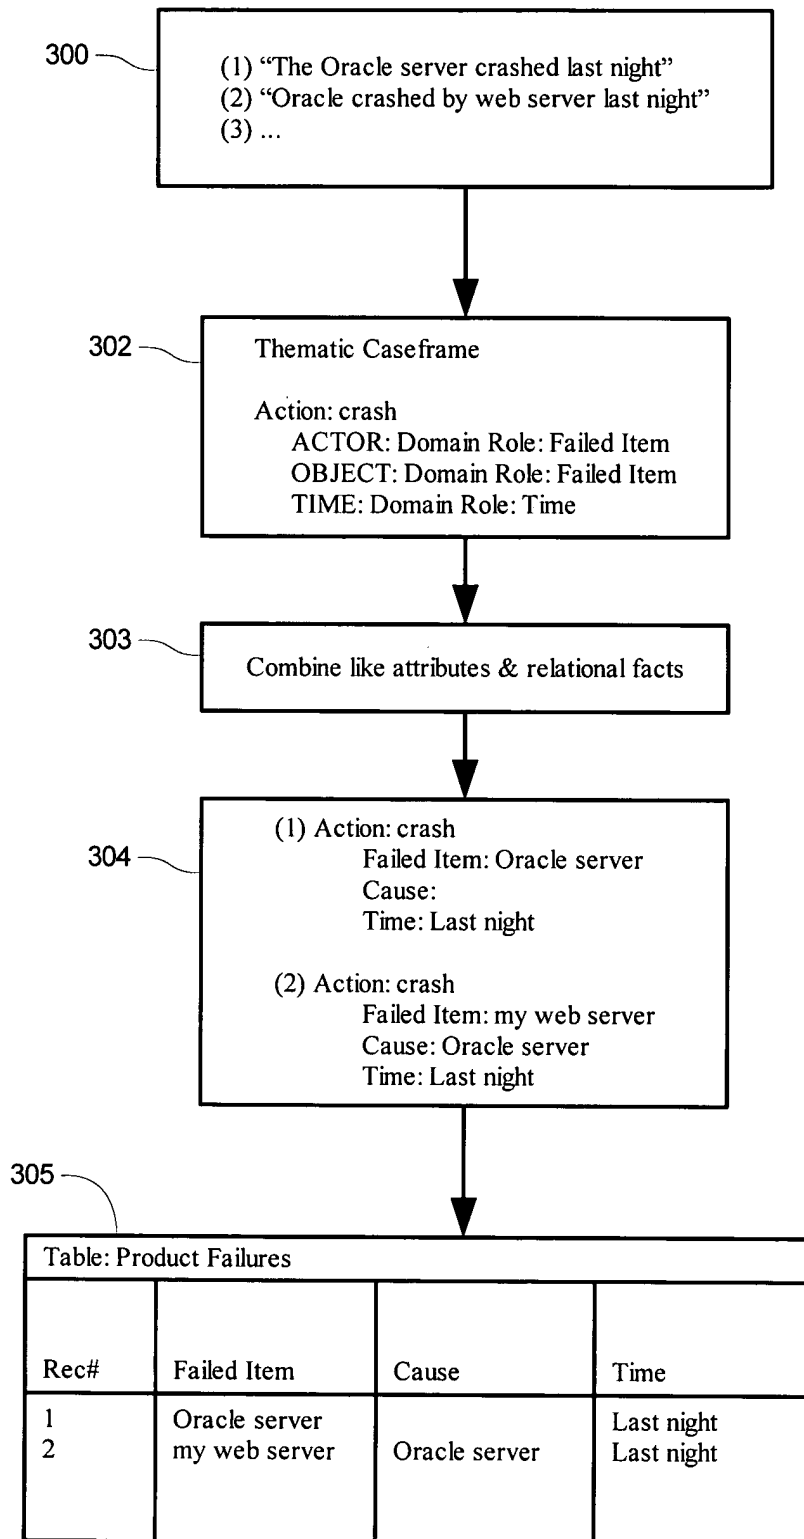 300
(1) “The Oracle server crashed last night”
(2) “Oracle crashed by web server last night”
(3) ...
302
Thematic Caseframe
Action: crash
ACTOR: Domain Role: Failed Item
OBJECT: Domain Role: Failed Item
TIME: Domain Role: Time
303
Combine like attributes & relational facts
304
(1) Action: crash
Failed Item: Oracle server
Cause:
Time: Last night
(2) Action: crash
Failed Item: my web server
Cause: Oracle server
Time: Last night
305
Table: Product Failures
Rec# Failed Item Cause Time
1 Oracle server Last night
2 my web server Oracle server Last night